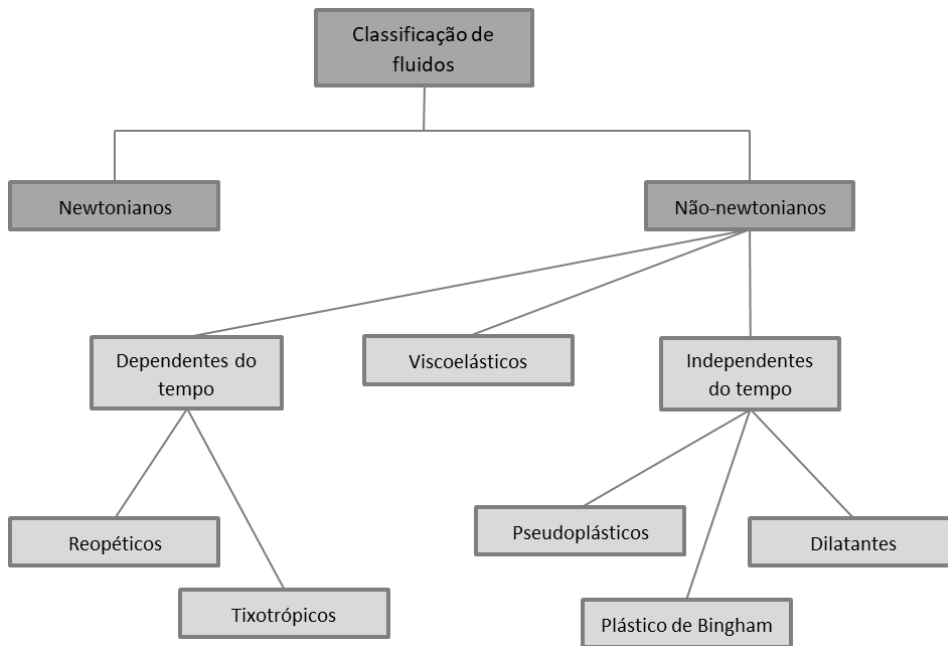 Classificação de
fluidos
Newtonianos
Não-newtonianos
Dependentes do
tempo
Viscoelásticos
Independentes
do tempo
Reopéticos
Pseudoplásticos
Dilatantes
Tixotrópicos
Plástico de Bingham